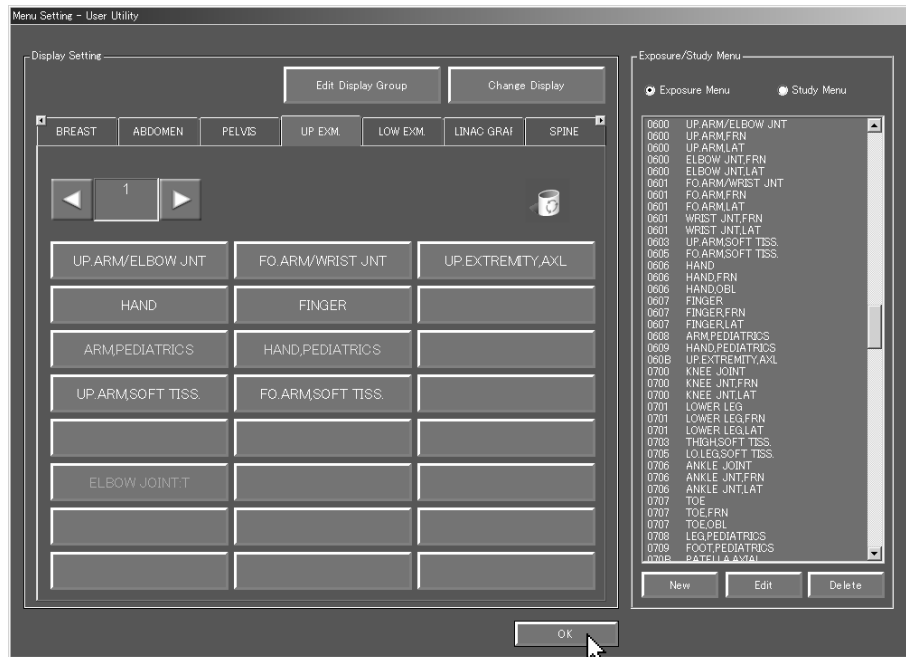 Menu Setting - User Utility
Display Setting
Edit Display Group
Change Display
BREAST
ABDOMEN
PELVIS
UP EXM.
LOW EXM.
LINAC GRAF
SPINE
1
UP.ARM/ELBOW JNT
FO.ARM/WRIST JNT
UP.EXTREMITY,AXL
HAND
FINGER
ARM,PEDIATRICS
HAND,PEDIATRICS
UP.ARM,SOFT TISS.
FO.ARM,SOFT TISS.
ELBOW JOINT:T
OK
Exposure/Study Menu
Exposure Menu
Study Menu
0600 UP.ARM/ELBOW JNT
0600 UP.ARM,FRN
0600 UP.ARM,LAT
0600 ELBOW JNT,FRN
0600 ELBOW JNT,LAT
0601 FO.ARM/WRIST JNT
0601 FO.ARM,FRN
0601 FO.ARM,LAT
0601 WRIST JNT,FRN
0601 WRIST JNT,LAT
0603 UP.ARM,SOFT TISS.
0605 FO.ARM,SOFT TISS.
0606 HAND
0606 HAND,FRN
0606 HAND,OBL
0607 FINGER
0607 FINGER,FRN
0607 FINGER,LAT
0608 ARM,PEDIATRICS
0609 HAND,PEDIATRICS
060B UP.EXTREMITY,AXL
0700 KNEE JOINT
0700 KNEE JNT,FRN
0700 KNEE JNT,LAT
0701 LOWER LEG
0701 LOWER LEG,FRN
0701 LOWER LEG,LAT
0703 THIGH,SOFT TISS.
0705 LO.LEG,SOFT TISS.
0706 ANKLE JOINT
0706 ANKLE JNT,FRN
0706 ANKLE JNT,LAT
0707 TOE
0707 TOE,FRN
0707 TOE,OBL
0708 LEG,PEDIATRICS
0709 FOOT,PEDIATRICS
070B PATELLA,AXIAL
New
Edit
Delete